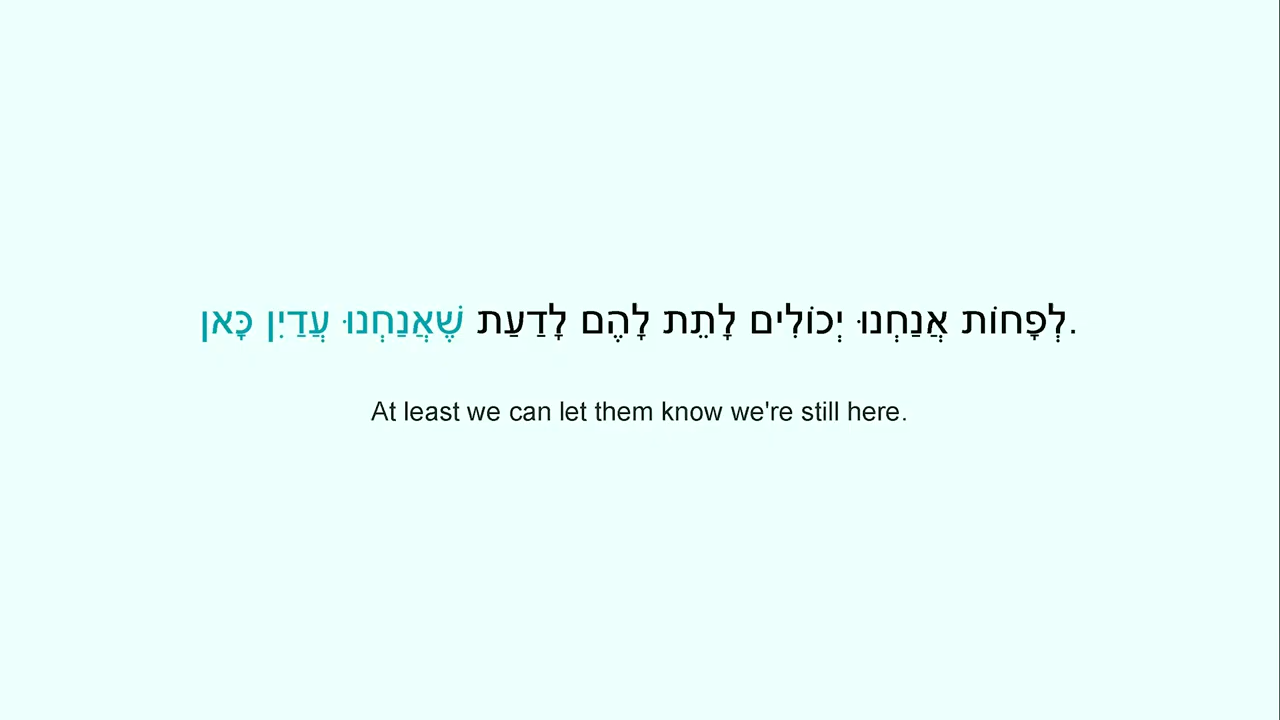 לְפָחוֹת אֲנַחְנוּ יְכוֹלִים לָתֵת לָהֶם לָדַעַת שֶׁאֲנַחְנוּ עֲדַיִן כָּאן.
At least we can let them know we're still here.